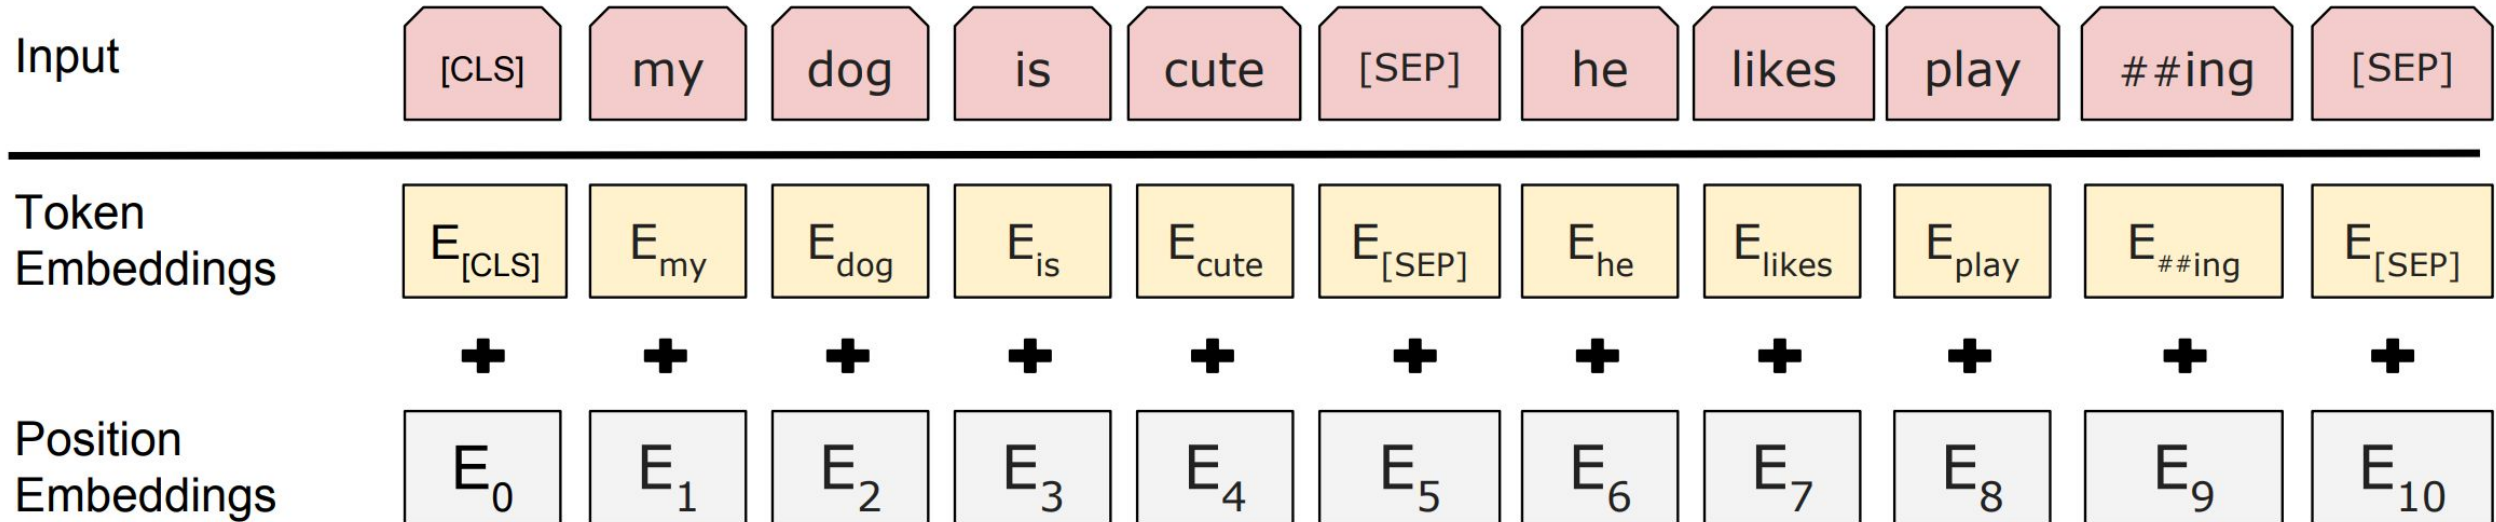 Input [CLS] my dog is cute [SEP] he likes play ##ing [SEP]
Token
Embeddings
E[CLS] Emy Edog Eis Ecute E[SEP] Ehe Elikes Eplay E##ing E[SEP]
+ + + + + + + + + + +
Position
Embeddings
E0 E1 E2 E3 E4 E5 E6 E7 E8 E9 E10